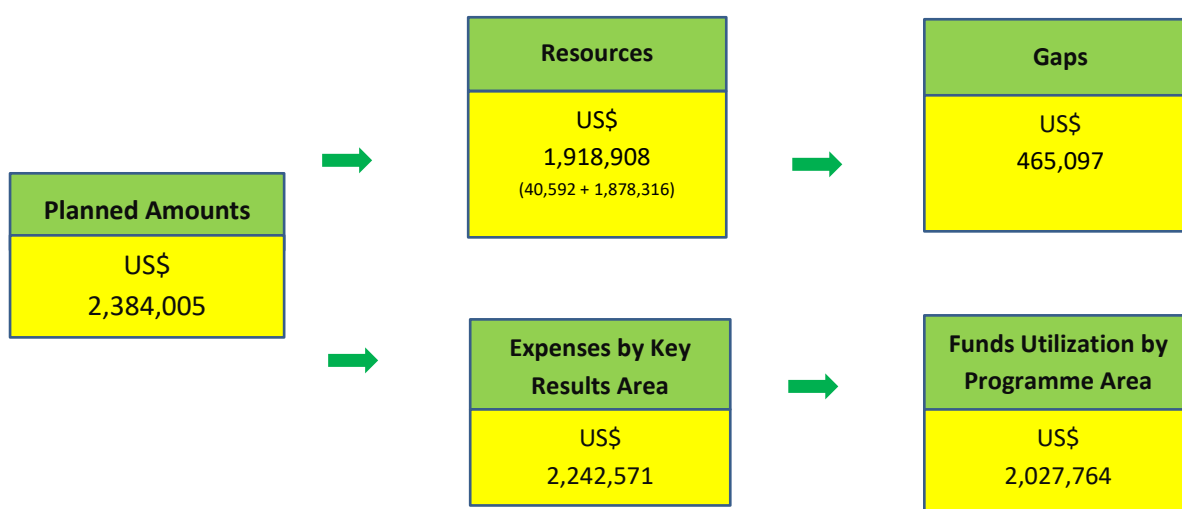 Planned Amounts
US$
2,384,005
Resources
US$
1,918,908
(40,592 + 1,878,316)
Gaps
US$
465,097
Expenses by Key
Results Area
US$
2,242,571
Funds Utilization by
Programme Area
US$
2,027,764